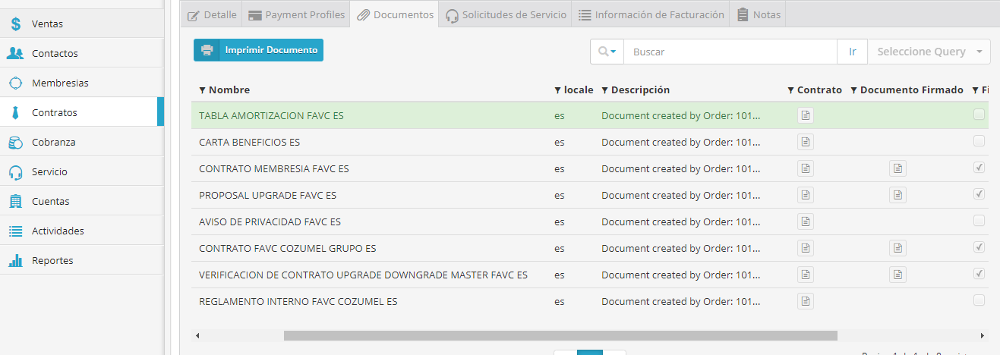 Detalle
Payment Profiles
Documentos
Solicitudes de Servicio
Información de Facturación
Notas
Ventas
Contactos
Membresias
Contratos
Cobranza
Servicio
Cuentas
Actividades
Reportes
Imprimir Documento
Buscar
Ir
Seleccione Query
Nombre locale Descripción Contrato Documento Firmado Fi
TABLA AMORTIZACION FAVC ES es Document created by Order: 101...
CARTA BENEFICIOS ES es Document created by Order: 101...
CONTRATO MEMBRESIA FAVC ES es Document created by Order: 101...
PROPOSAL UPGRADE FAVC ES es Document created by Order: 101...
AVISO DE PRIVACIDAD FAVC ES es Document created by Order: 101...
CONTRATO FAVC COZUMEL GRUPO ES es Document created by Order: 101...
VERIFICACION DE CONTRATO UPGRADE DOWNGRADE MASTER FAVC ES es Document created by Order: 101...
REGLAMENTO INTERNO FAVC COZUMEL ES es Document created by Order: 101...